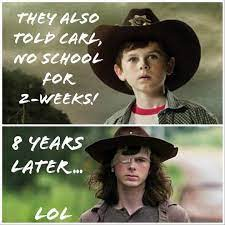 THEY ALSO
TOLD CARL,
NO SCHOOL
FOR
2-WEEKS!
8 YEARS
LATER...
LOL